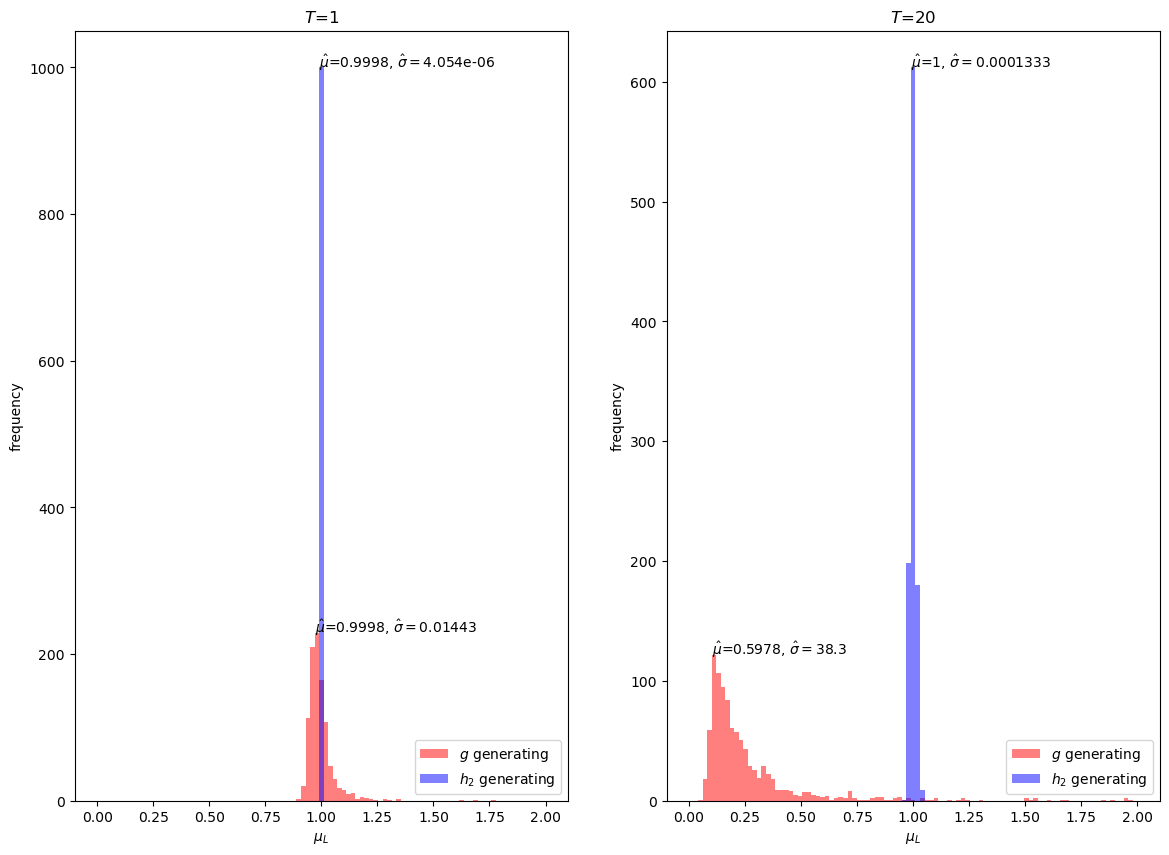 T=1
1000
800
600
400
200
0
frequency
μ̂=0.9998, σ̂ = 4.054e-06
μ̂=0.9998, σ̂ = 0.01443
g generating
h₂ generating
0.00 0.25 0.50 0.75 1.00 1.25 1.50 1.75 2.00
μ_L
T=20
600
500
400
300
200
100
0
frequency
μ̂=1, σ̂ = 0.0001333
μ̂=0.5978, σ̂ = 38.3
g generating
h₂ generating
0.00 0.25 0.50 0.75 1.00 1.25 1.50 1.75 2.00
μ_L